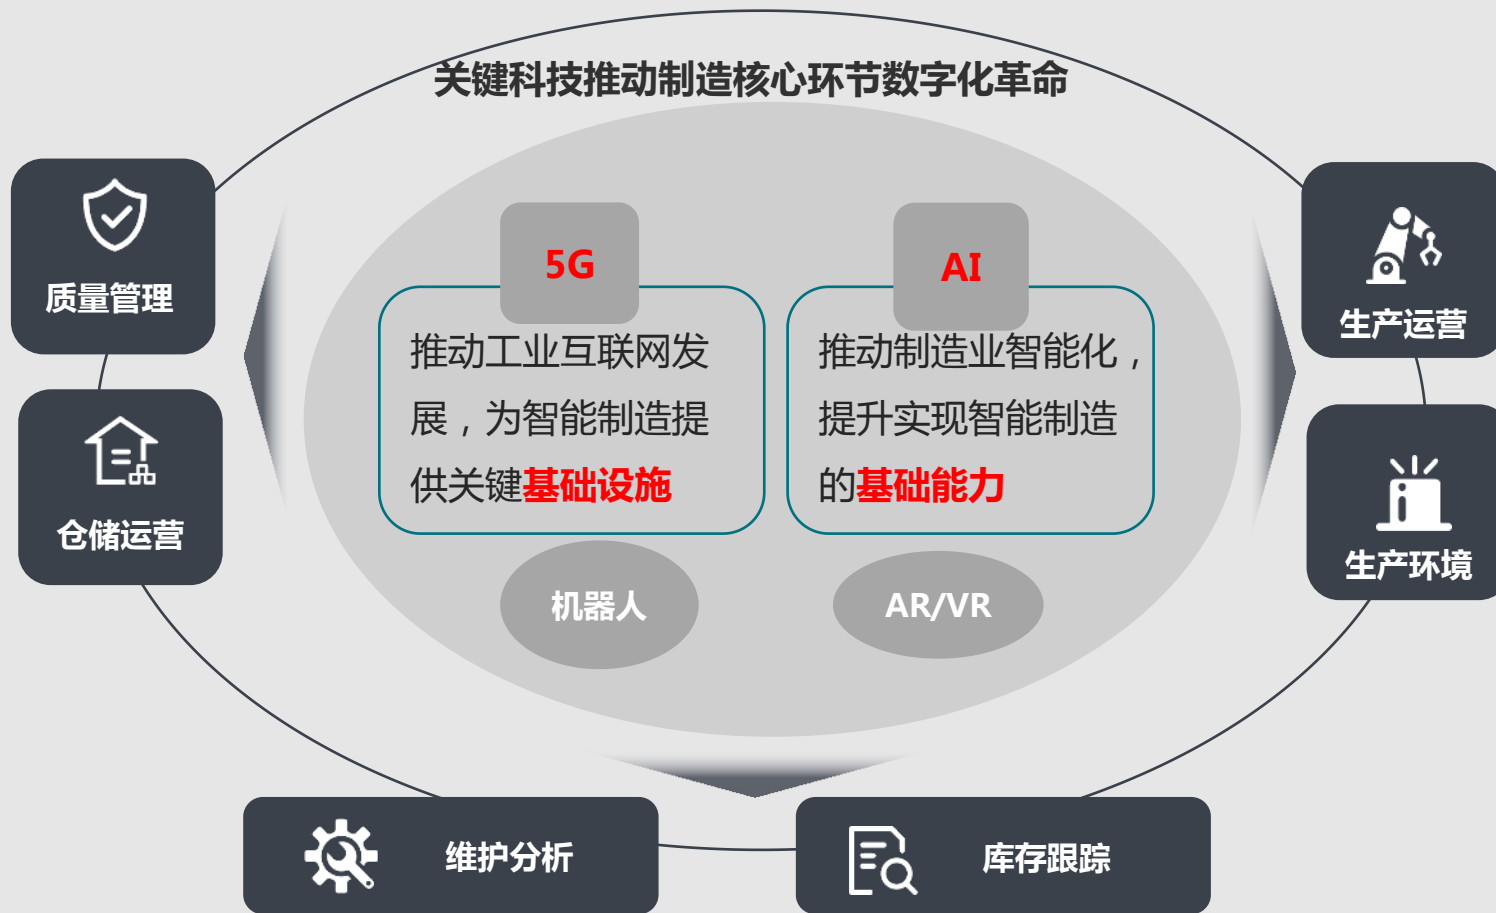 关键科技推动制造核心环节数字化革命
质量管理
仓储运营
5G
推动工业互联网发
展，为智能制造提
供关键基础设施
AI
推动制造业智能化，
提升实现智能制造
的基础能力
机器人
AR/VR
生产运营
生产环境
维护分析
库存跟踪